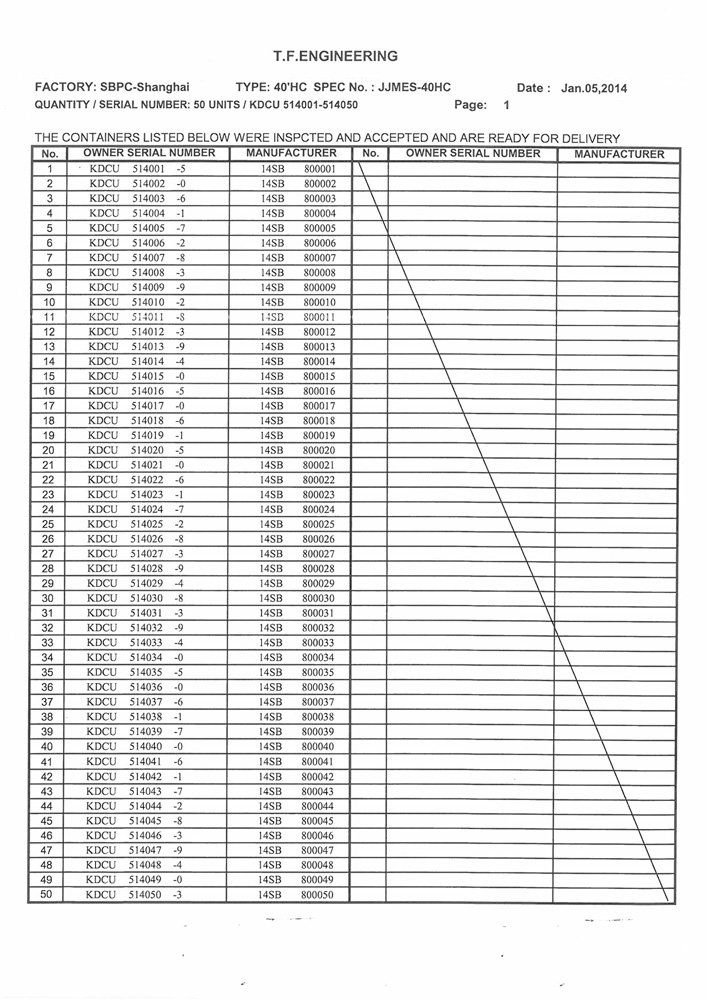 T.F.ENGINEERING
FACTORY: SBPC-Shanghai TYPE: 40'HC SPEC No. : JJMES-40HC Date : Jan.05,2014
QUANTITY / SERIAL NUMBER: 50 UNITS / KDCU 514001-514050 Page: 1
THE CONTAINERS LISTED BELOW WERE INSPCTED AND ACCEPTED AND ARE READY FOR DELIVERY
No. OWNER SERIAL NUMBER MANUFACTURER No. OWNER SERIAL NUMBER MANUFACTURER
1 KDCU 514001 -5 14SB 800001
2 KDCU 514002 -0 14SB 800002
3 KDCU 514003 -6 14SB 800003
4 KDCU 514004 -1 14SB 800004
5 KDCU 514005 -7 14SB 800005
6 KDCU 514006 -2 14SB 800006
7 KDCU 514007 -8 14SB 800007
8 KDCU 514008 -3 14SB 800008
9 KDCU 514009 -9 14SB 800009
10 KDCU 514010 -2 14SB 800010
11 KDCU 514011 -8 14SB 800011
12 KDCU 514012 -3 14SB 800012
13 KDCU 514013 -9 14SB 800013
14 KDCU 514014 -4 14SB 800014
15 KDCU 514015 -0 14SB 800015
16 KDCU 514016 -5 14SB 800016
17 KDCU 514017 -0 14SB 800017
18 KDCU 514018 -6 14SB 800018
19 KDCU 514019 -1 14SB 800019
20 KDCU 514020 -5 14SB 800020
21 KDCU 514021 -0 14SB 800021
22 KDCU 514022 -6 14SB 800022
23 KDCU 514023 -1 14SB 800023
24 KDCU 514024 -7 14SB 800024
25 KDCU 514025 -2 14SB 800025
26 KDCU 514026 -8 14SB 800026
27 KDCU 514027 -3 14SB 800027
28 KDCU 514028 -9 14SB 800028
29 KDCU 514029 -4 14SB 800029
30 KDCU 514030 -8 14SB 800030
31 KDCU 514031 -3 14SB 800031
32 KDCU 514032 -9 14SB 800032
33 KDCU 514033 -4 14SB 800033
34 KDCU 514034 -0 14SB 800034
35 KDCU 514035 -5 14SB 800035
36 KDCU 514036 -0 14SB 800036
37 KDCU 514037 -6 14SB 800037
38 KDCU 514038 -1 14SB 800038
39 KDCU 514039 -7 14SB 800039
40 KDCU 514040 -0 14SB 800040
41 KDCU 514041 -6 14SB 800041
42 KDCU 514042 -1 14SB 800042
43 KDCU 514043 -7 14SB 800043
44 KDCU 514044 -2 14SB 800044
45 KDCU 514045 -8 14SB 800045
46 KDCU 514046 -3 14SB 800046
47 KDCU 514047 -9 14SB 800047
48 KDCU 514048 -4 14SB 800048
49 KDCU 514049 -0 14SB 800049
50 KDCU 514050 -3 14SB 800050